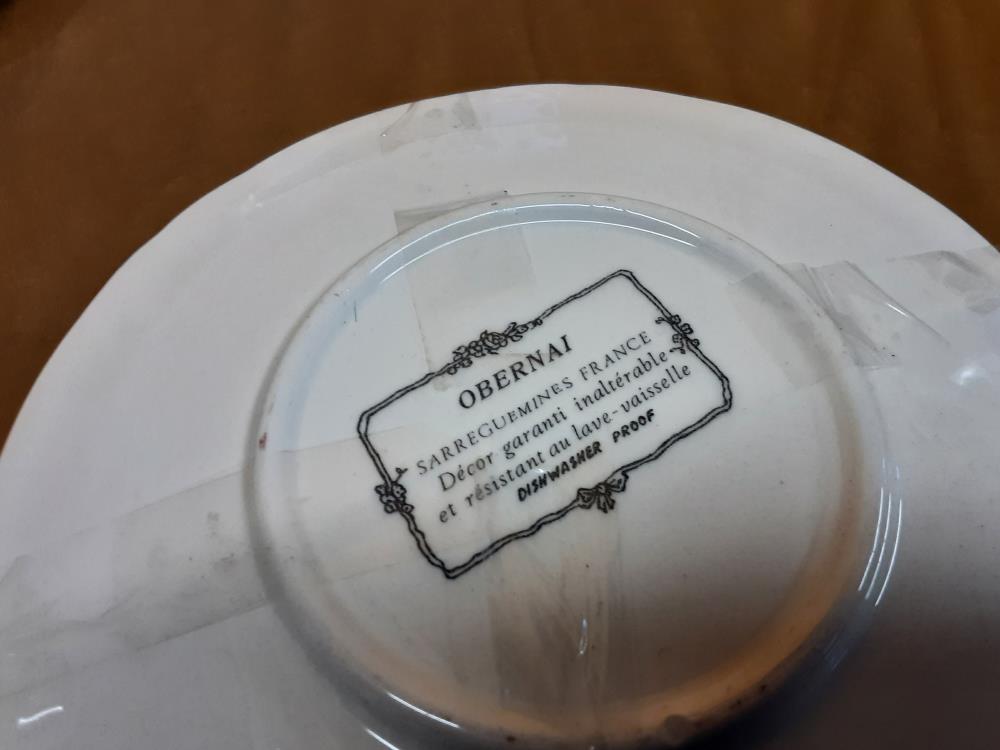 OBERNAI
SARREGUEMINES FRANCE
Décor garanti inaltérable
et résistant au lave-vaisselle
DISHWASHER PROOF